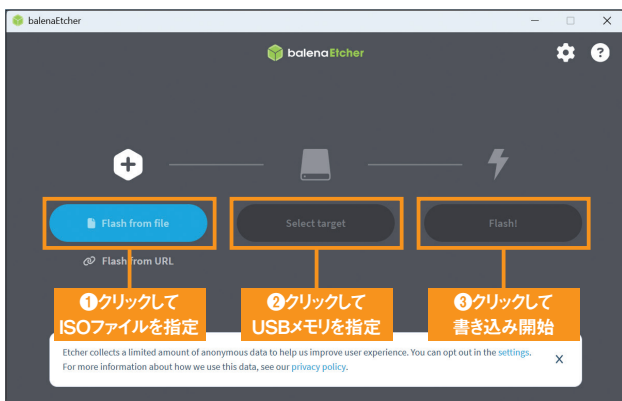 balenaEtcher
balenaEtcher
Flash from file
Select target
Flash!
Flash from URL
①クリックして
ISOファイルを指定
②クリックして
USBメモリを指定
③クリックして
書き込み開始
Etcher collects a limited amount of anonymous data to help us improve user experience. You can opt out in the settings.
For more information about how we use this data, see our privacy policy.